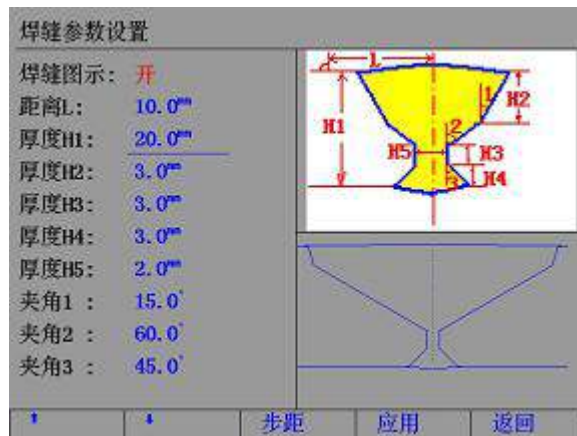 焊缝参数设置
焊缝图示: 开
距离L: 10.0mm
厚度H1: 20.0mm
厚度H2: 3.0mm
厚度H3: 3.0mm
厚度H4: 3.0mm
厚度H5: 2.0mm
夹角1 : 15.0°
夹角2 : 60.0°
夹角3 : 45.0°
L
1
H2
H1
2
H5
H3
H4
3
步距
应用
返回